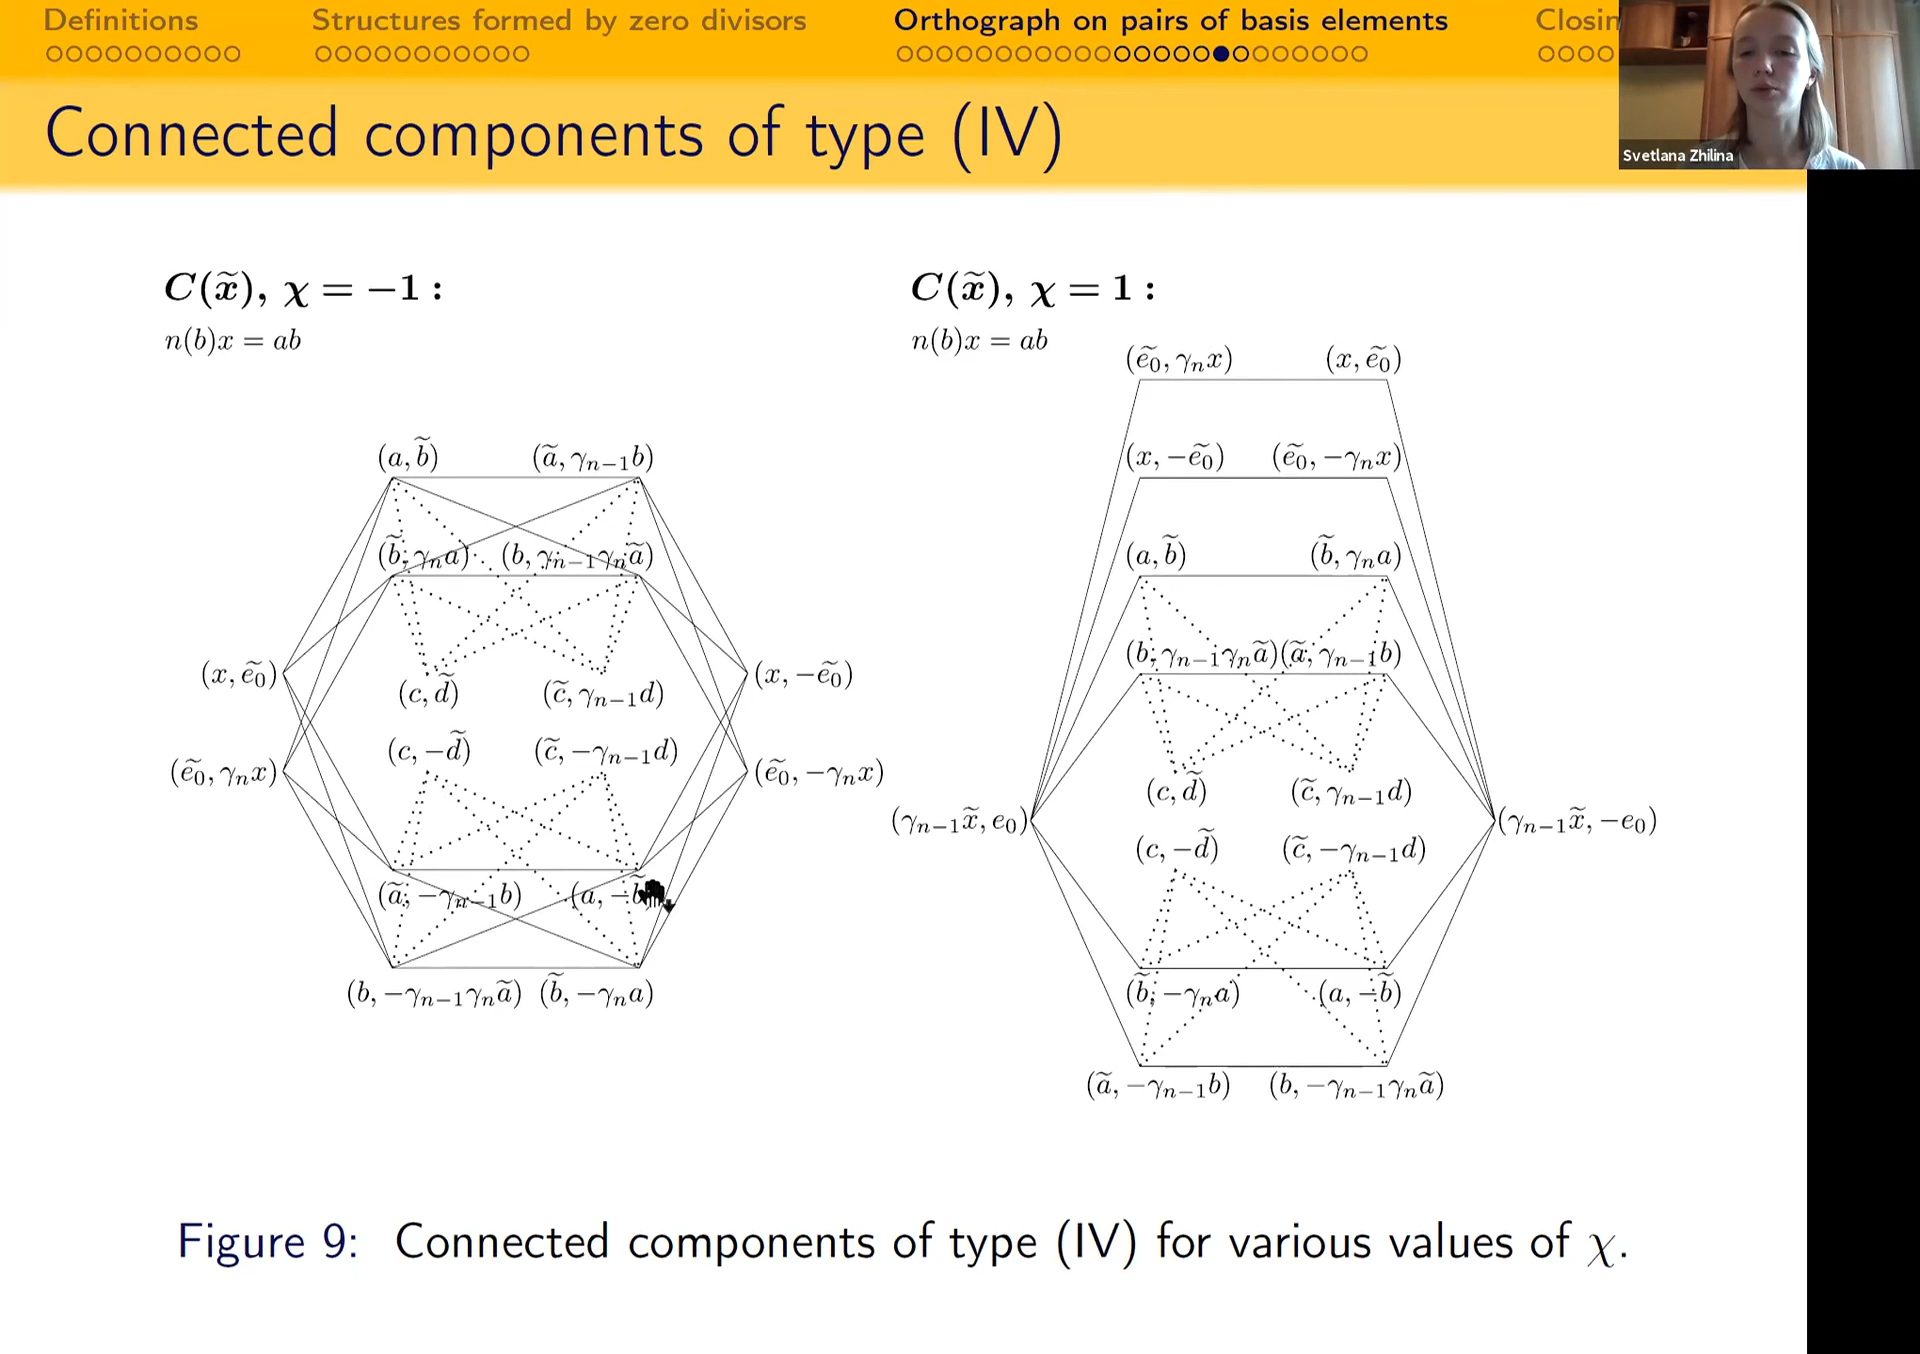 Definitions
Structures formed by zero divisors
Orthograph on pairs of basis elements
Closin
Connected components of type (IV)
Svetlana Zhilina
C(x̃), χ = −1 :
n(b)x = ab
(a, b̃) (ã, γₙ₋₁b)
(b̃, γₙa) (b, γₙ₋₁γₙã)
(x, ẽ₀) (x, −ẽ₀)
(c, d̃) (c̃, γₙ₋₁d)
(c, −d̃) (c̃, −γₙ₋₁d)
(ẽ₀, γₙx) (ẽ₀, −γₙx)
(ã, −γₙ₋₁b) (a, −b̃
(b, −γₙ₋₁γₙã) (b̃, −γₙa)
C(x̃), χ = 1 :
n(b)x = ab
(ẽ₀, γₙx) (x, ẽ₀)
(x, −ẽ₀) (ẽ₀, −γₙx)
(a, b̃) (b̃, γₙa)
(b, γₙ₋₁γₙã) (ã, γₙ₋₁b)
(c, d̃) (c̃, γₙ₋₁d)
(γₙ₋₁x̃, e₀) (γₙ₋₁x̃, −e₀)
(c, −d̃) (c̃, −γₙ₋₁d)
(b̃, −γₙa) (a, −b̃)
(ã, −γₙ₋₁b) (b, −γₙ₋₁γₙã)
Figure 9: Connected components of type (IV) for various values of χ.